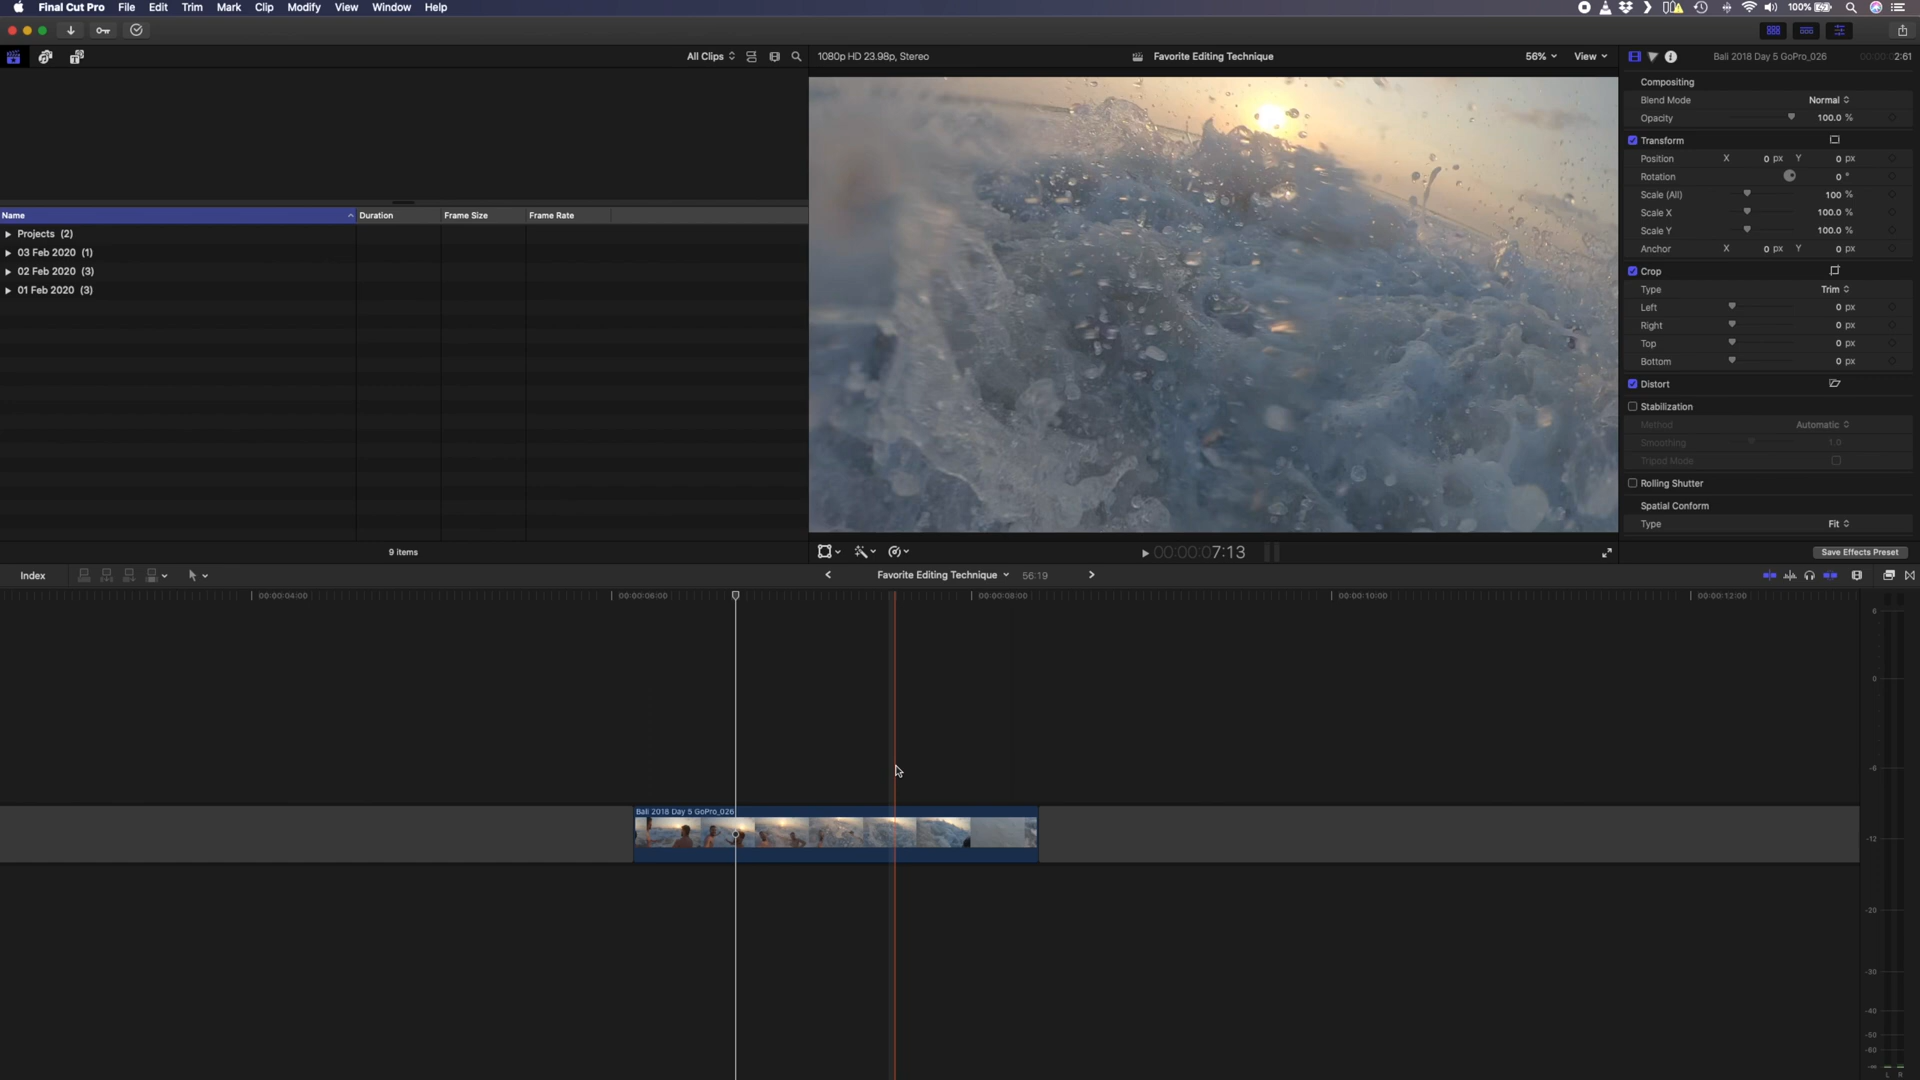 Final Cut Pro File Edit Trim Mark Clip Modify View Window Help 100%
All Clips 1080p HD 23.98p, Stereo Favorite Editing Technique 56% View Bali 2018 Day 5 GoPro_026 00:00:02:61
Compositing
Blend Mode Normal
Opacity 100.0 %
Transform
Position X 0 px Y 0 px
Rotation 0 °
Scale (All) 100 %
Scale X 100.0 %
Scale Y 100.0 %
Anchor X 0 px Y 0 px
Crop
Type Trim
Left 0 px
Right 0 px
Top 0 px
Bottom 0 px
Distort
Stabilization
Method Automatic
Smoothing 1.0
Tripod Mode
Rolling Shutter
Spatial Conform
Type Fit
Save Effects Preset
Name Duration Frame Size Frame Rate
Projects (2)
03 Feb 2020 (1)
02 Feb 2020 (3)
01 Feb 2020 (3)
9 items
00:00:07:13
Index Favorite Editing Technique 56:19
00:00:04:00 00:00:06:00 00:00:08:00 00:00:10:00 00:00:12:00
Bali 2018 Day 5 GoPro_026
6
0
-6
-12
-20
-30
-40
-50
-60
-∞
L R